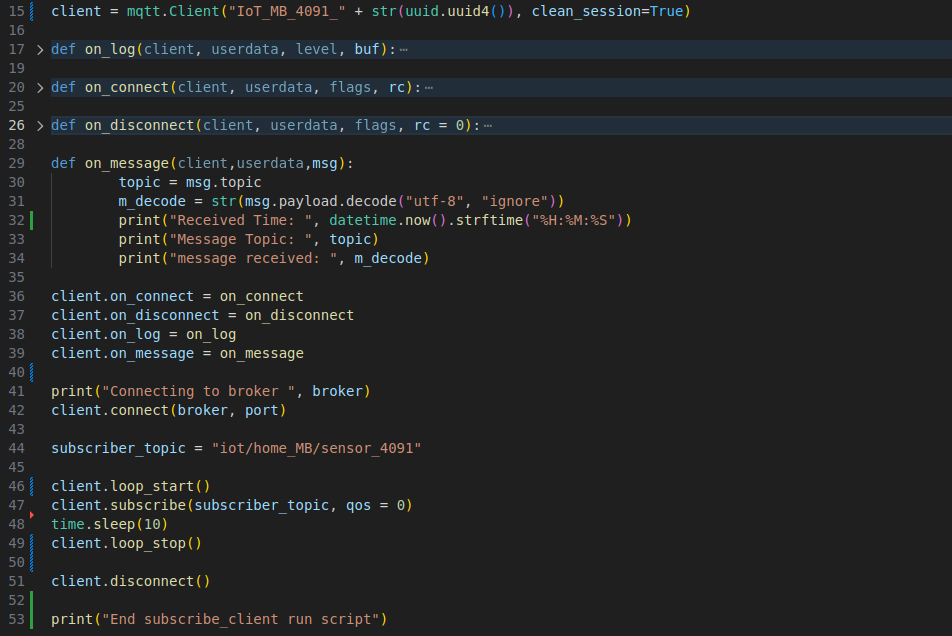 15 client = mqtt.Client("IoT_MB_4091_" + str(uuid.uuid4()), clean_session=True)
16
17 > def on_log(client, userdata, level, buf):⋯
19
20 > def on_connect(client, userdata, flags, rc):⋯
25
26 > def on_disconnect(client, userdata, flags, rc = 0):⋯
28
29 def on_message(client,userdata,msg):
30         topic = msg.topic
31         m_decode = str(msg.payload.decode("utf-8", "ignore"))
32         print("Received Time: ", datetime.now().strftime("%H:%M:%S"))
33         print("Message Topic: ", topic)
34         print("message received: ", m_decode)
35
36 client.on_connect = on_connect
37 client.on_disconnect = on_disconnect
38 client.on_log = on_log
39 client.on_message = on_message
40
41 print("Connecting to broker ", broker)
42 client.connect(broker, port)
43
44 subscriber_topic = "iot/home_MB/sensor_4091"
45
46 client.loop_start()
47 client.subscribe(subscriber_topic, qos = 0)
48 time.sleep(10)
49 client.loop_stop()
50
51 client.disconnect()
52
53 print("End subscribe_client run script")